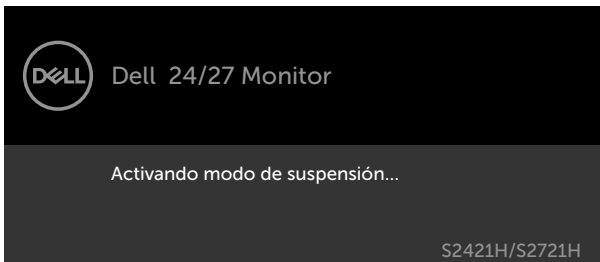 DELL
Dell 24/27 Monitor
Activando modo de suspensión...
S2421H/S2721H